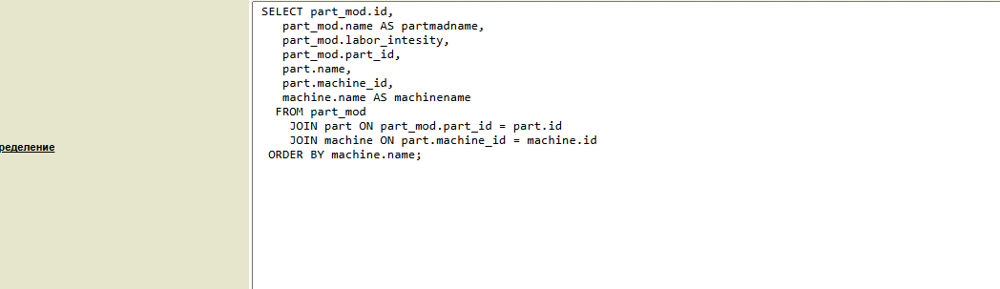 SELECT part_mod.id,
part_mod.name AS partmadname,
part_mod.labor_intesity,
part_mod.part_id,
part.name,
part.machine_id,
machine.name AS machinename
FROM part_mod
JOIN part ON part_mod.part_id = part.id
JOIN machine ON part.machine_id = machine.id
ORDER BY machine.name;
ределение